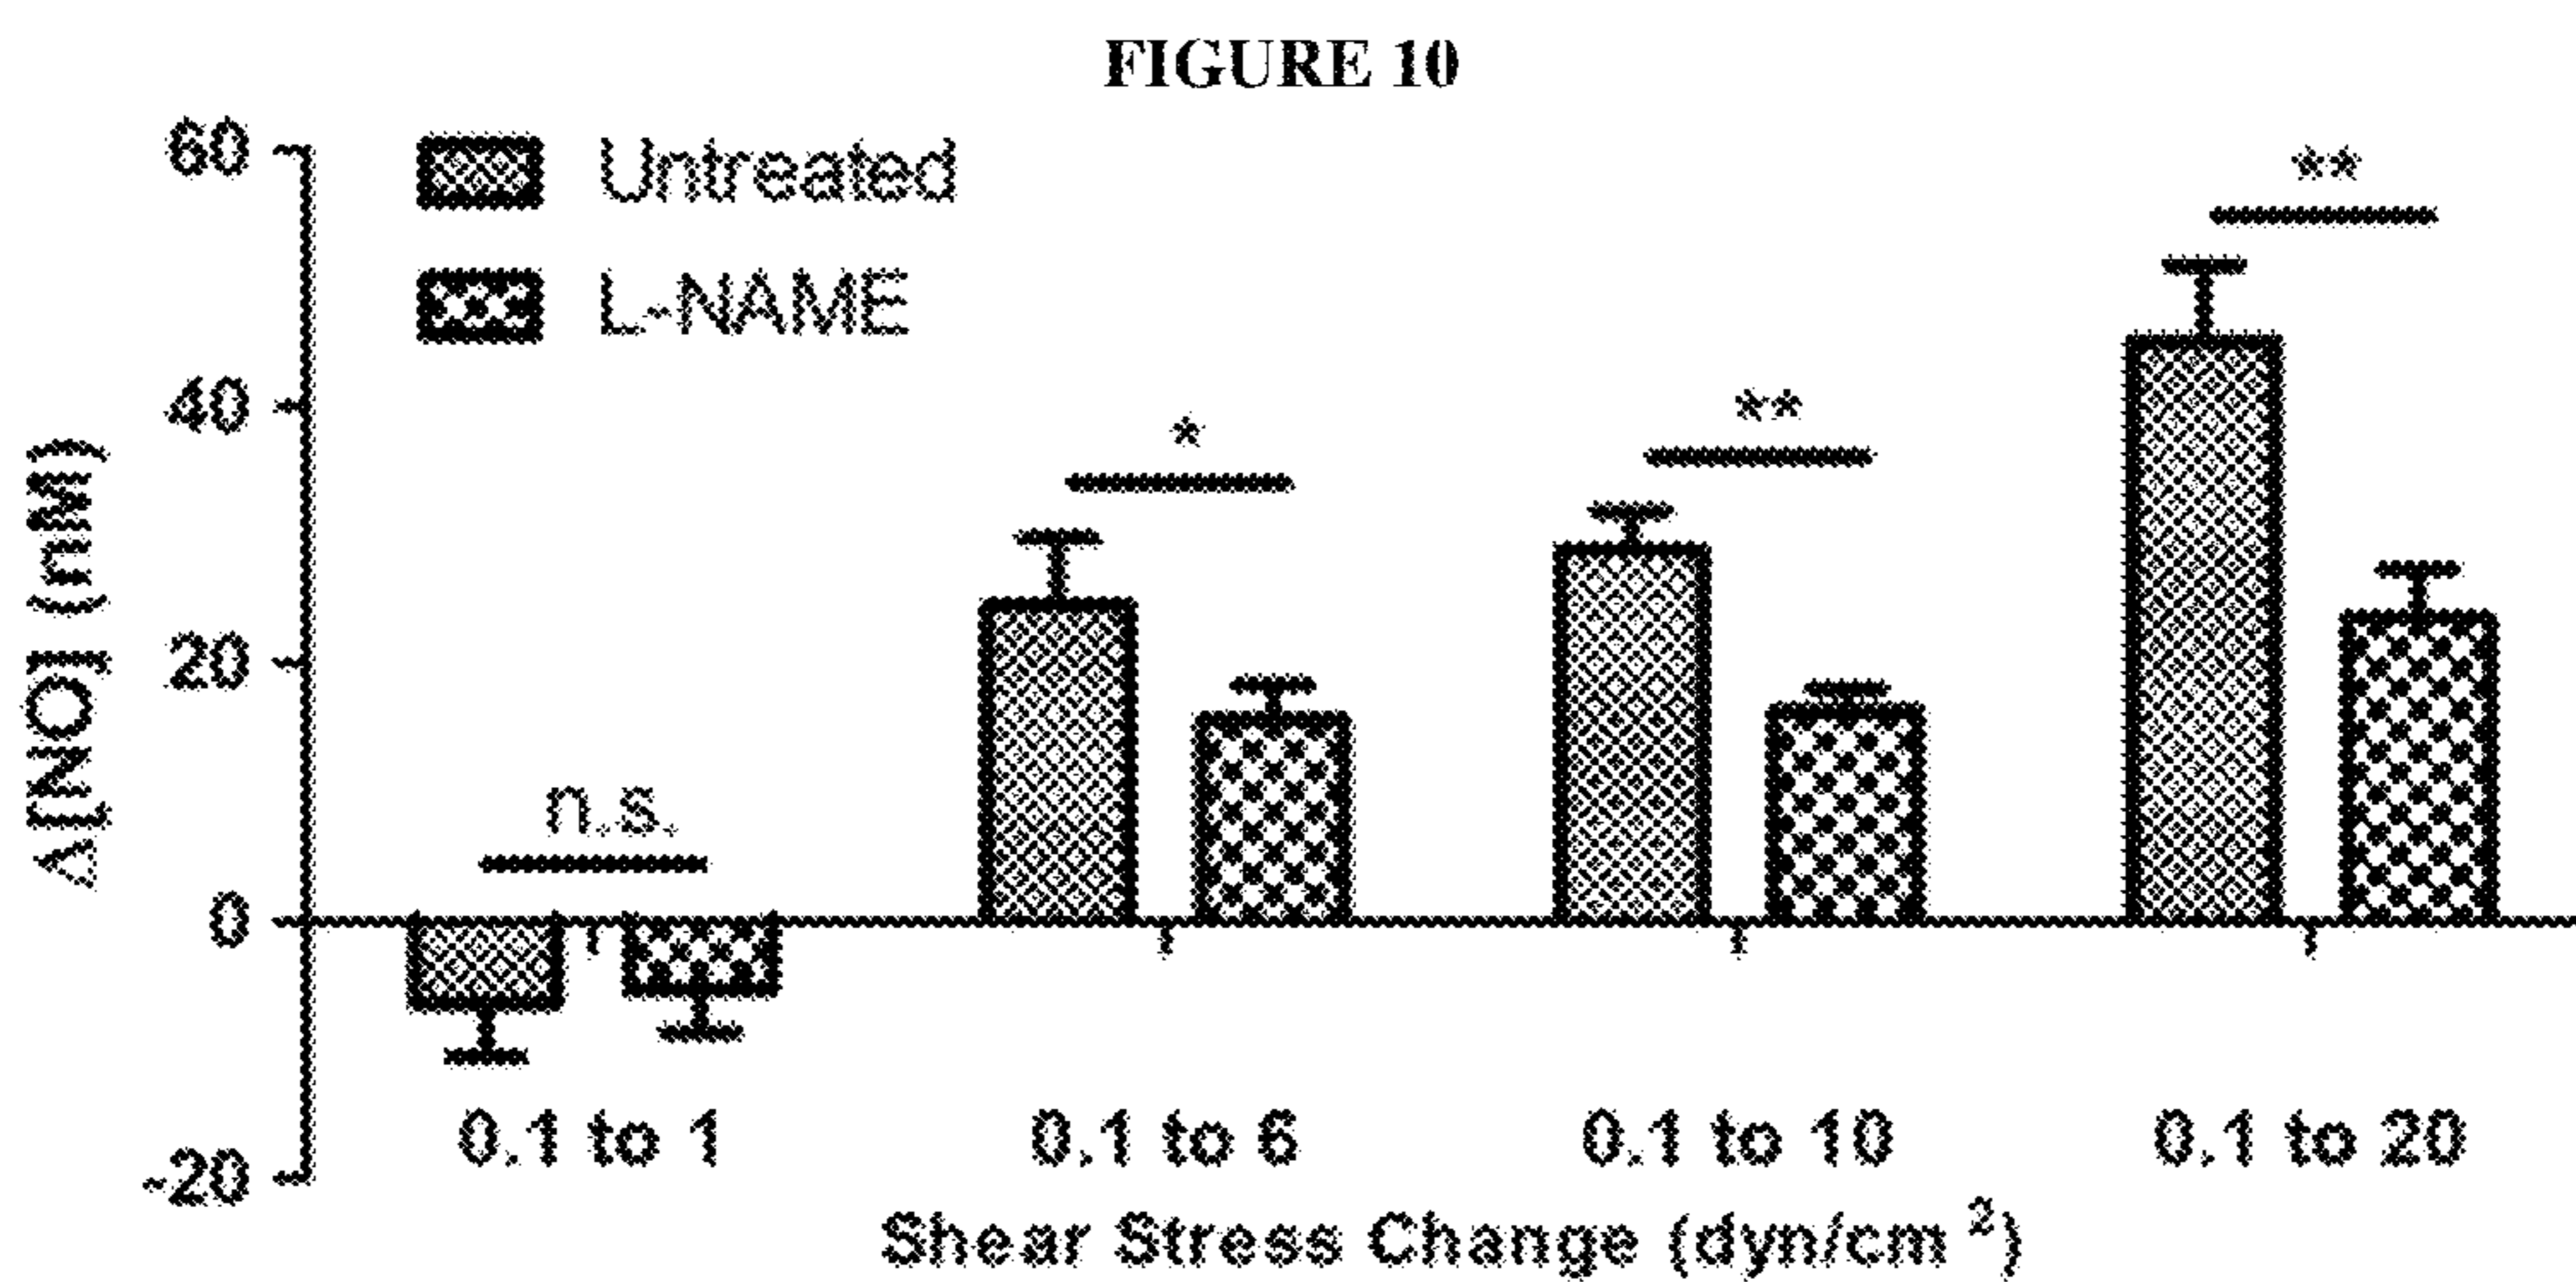 FIGURE 10
60
40
20
0
-20
Δ[NO] (nM)
Untreated
L-NAME
n.s.
*
**
**
0.1 to 1
0.1 to 6
0.1 to 10
0.1 to 20
Shear Stress Change (dyn/cm ²)